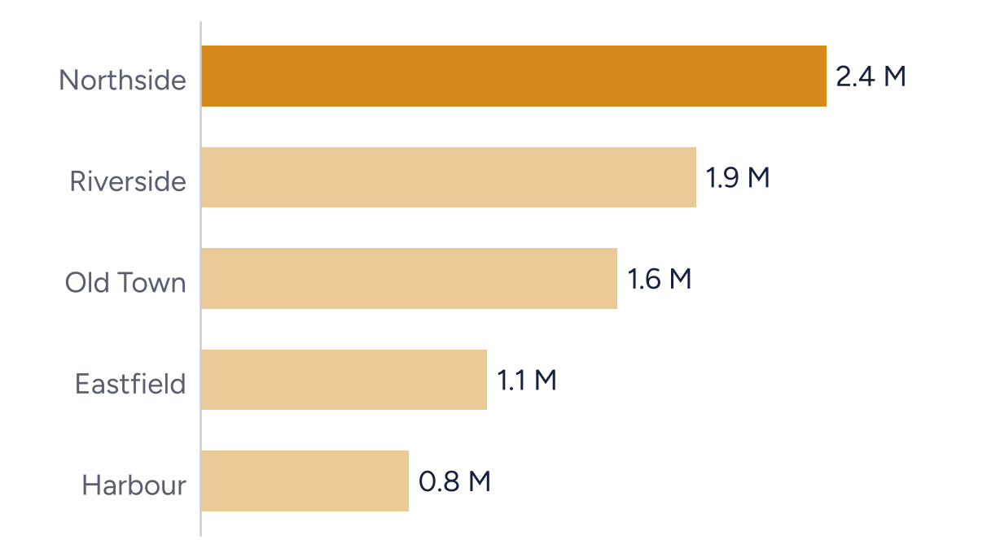 Northside 2.4 M
Riverside 1.9 M
Old Town 1.6 M
Eastfield 1.1 M
Harbour 0.8 M